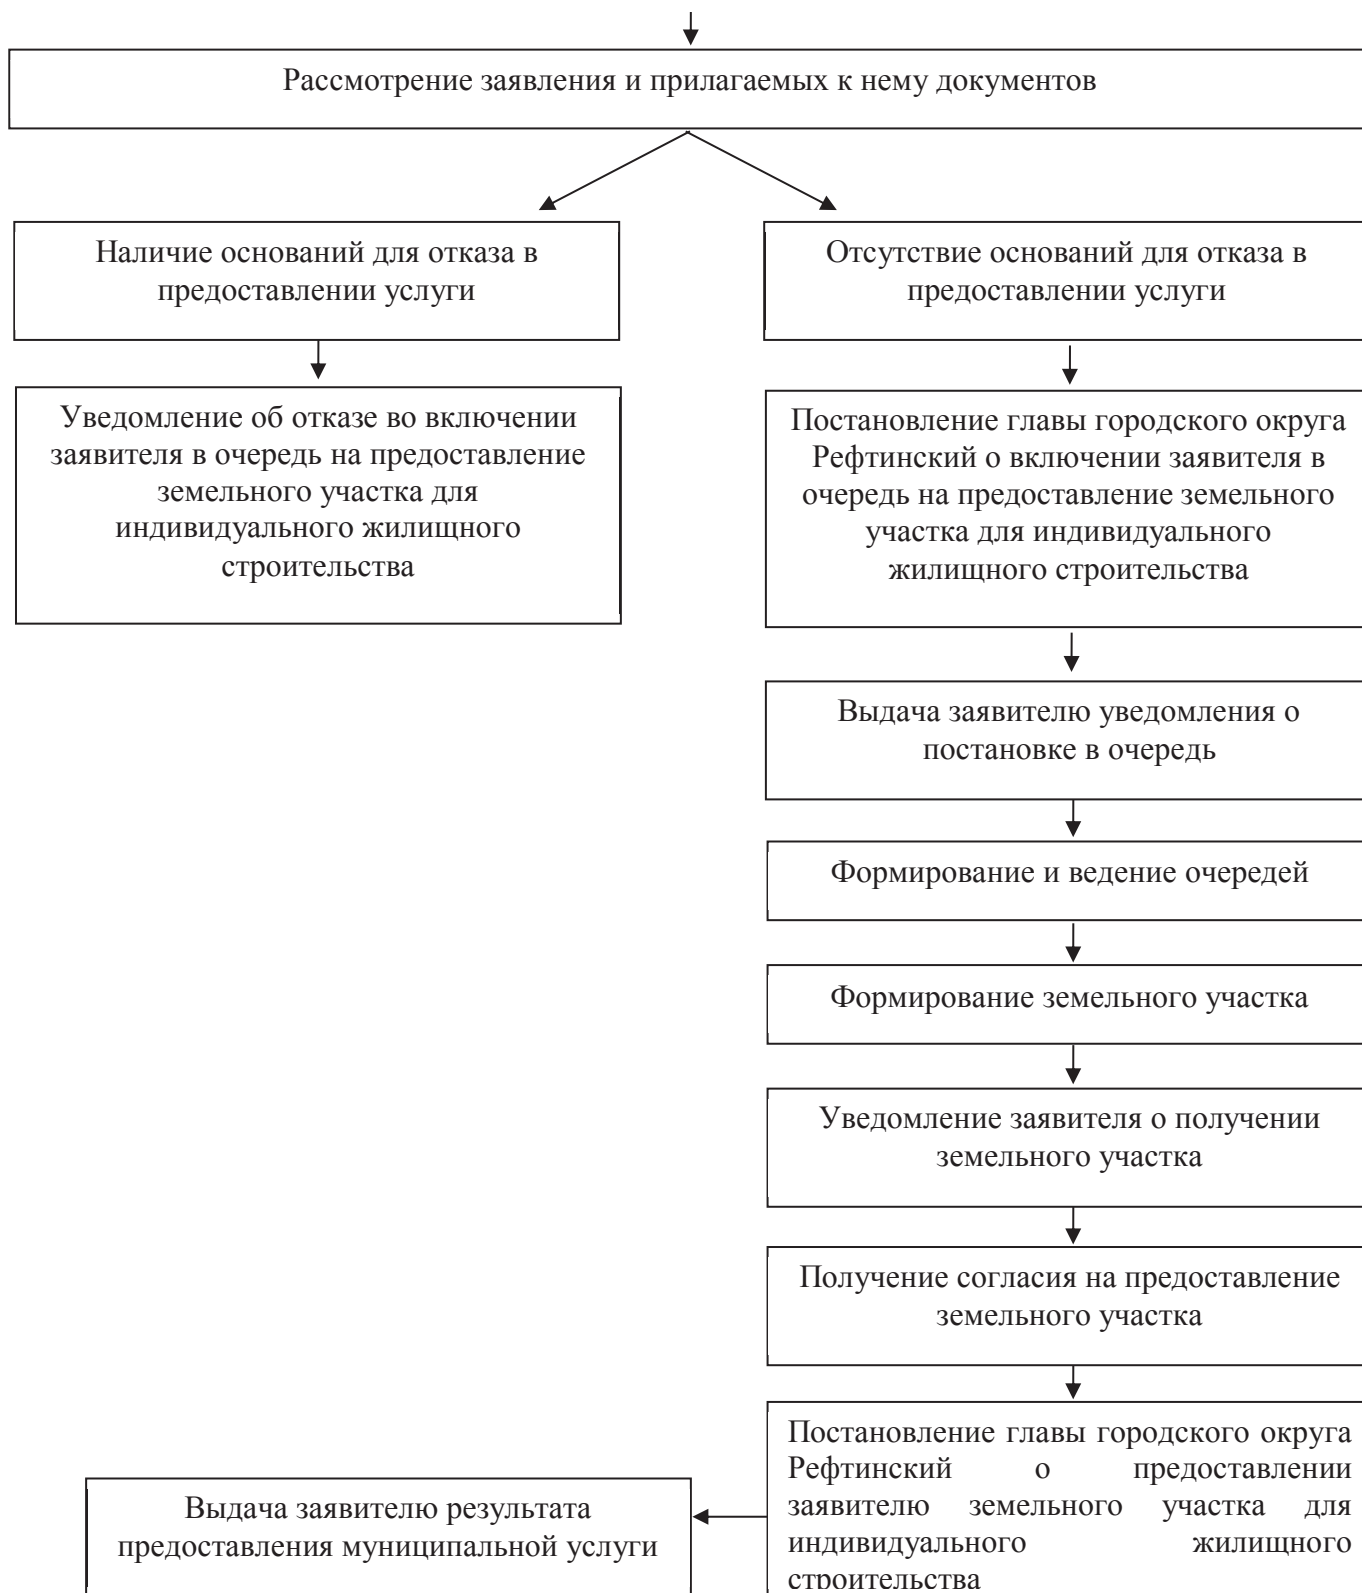 Рассмотрение заявления и прилагаемых к нему документов
Наличие оснований для отказа в
предоставлении услуги
Отсутствие оснований для отказа в
предоставлении услуги
Уведомление об отказе во включении
заявителя в очередь на предоставление
земельного участка для
индивидуального жилищного
строительства
Постановление главы городского округа
Рефтинский о включении заявителя в
очередь на предоставление земельного
участка для индивидуального
жилищного строительства
Выдача заявителю уведомления о
постановке в очередь
Формирование и ведение очередей
Формирование земельного участка
Уведомление заявителя о получении
земельного участка
Получение согласия на предоставление
земельного участка
Постановление главы городского округа
Рефтинский о предоставлении
заявителю земельного участка для
индивидуального жилищного
строительства
Выдача заявителю результата
предоставления муниципальной услуги